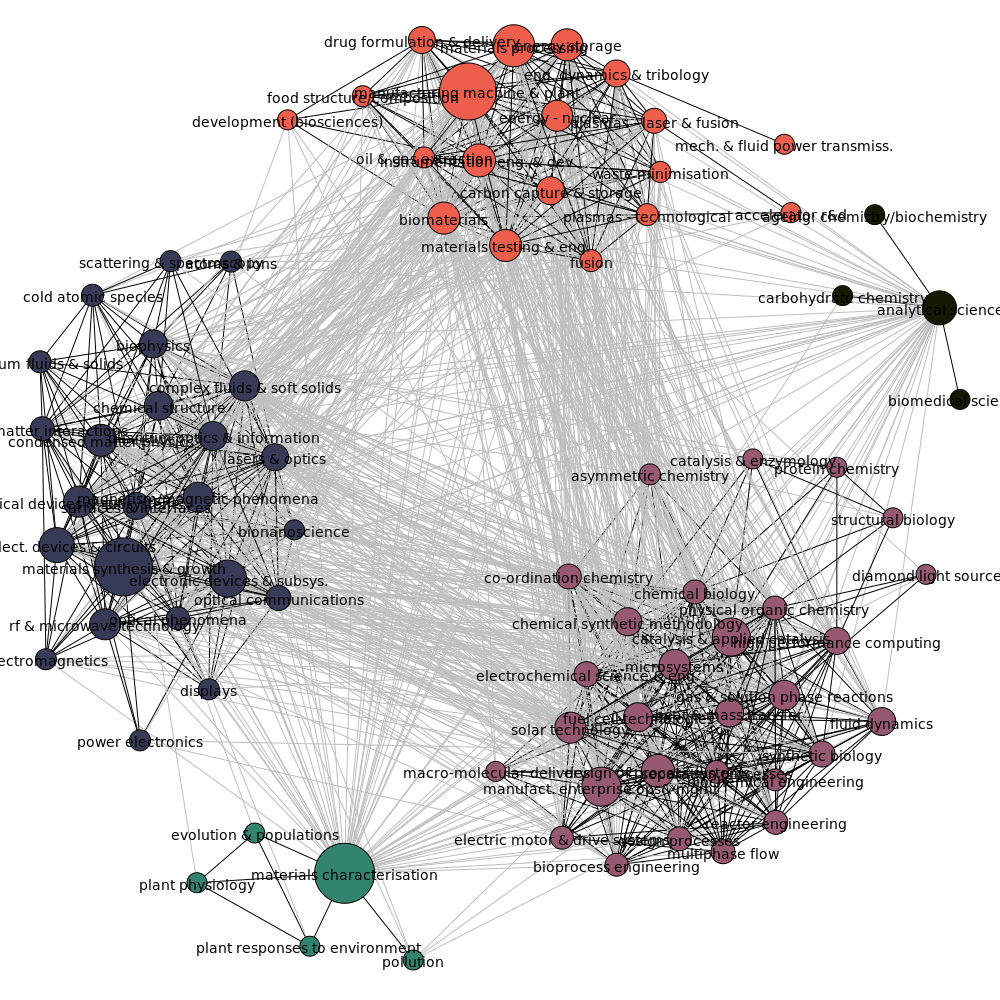 drug formulation & delivery
materials processing
energy storage
eng. dynamics & tribology
manufacturing machine & plant
food structure/composition
development (biosciences)
energy - nuclear
plasmas - laser & fusion
mech. & fluid power transmiss.
oil & gas extraction
instrumentation eng. & dev.
waste minimisation
carbon capture & storage
biomaterials
plasmas - technological
accelerator r&d
chemistry/biochemistry
materials testing & eng.
fusion
scattering & spectroscopy
atoms & ions
cold atomic species
carbohydrate chemistry
analytical science
biophysics
um fluids & solids
complex fluids & soft solids
biomedical scie
chemical structure
matter interactions
condensed matter physics
optics & information
lasers & optics
catalysis & enzymology
protein chemistry
asymmetric chemistry
ical devices
magnetism/magnetic phenomena
surfaces & interfaces
structural biology
bionanoscience
lect. devices & circuits
materials synthesis & growth
electronic devices & subsys.
co-ordination chemistry
diamond light source
chemical biology
optical communications
physical organic chemistry
rf & microwave technology
optical phenomena
chemical synthetic methodology
catalysis & applied catalysis
high performance computing
ectromagnetics
microsystems
electrochemical science & eng.
displays
gas & solution phase reactions
fuel cell technologies
heat & mass transfer
solar technology
fluid dynamics
power electronics
synthetic biology
macro-molecular delivery
design of
processes
engineering
manufact. enterprise ops& mgmt
reactor engineering
evolution & populations
electric motor & drive systems
processes
multiphase flow
bioprocess engineering
materials characterisation
plant physiology
plant responses to environment
pollution